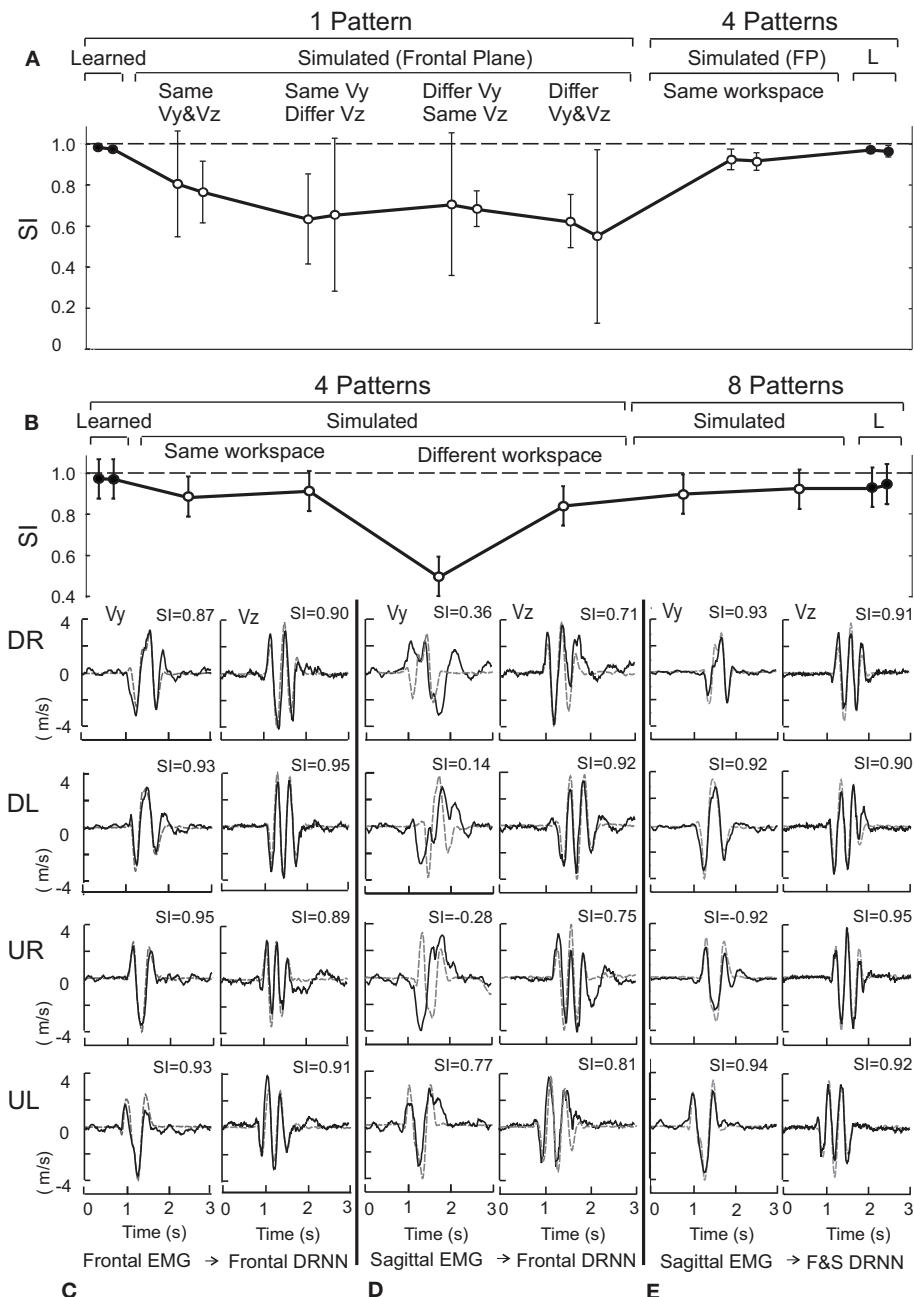 1 Pattern
4 Patterns
A
Learned
Simulated (Frontal Plane)
Simulated (FP)
L
Same
Vy&Vz
Same Vy
Differ Vz
Differ Vy
Same Vz
Differ
Vy&Vz
Same workspace
SI
1.0
0.8
0.6
0.4
0.2
0
4 Patterns
8 Patterns
B
Learned
Simulated
Simulated
L
Same workspace
Different workspace
SI
1.0
0.8
0.6
0.4
Vy
SI=0.87
Vz
SI=0.90
Vy
SI=0.36
Vz
SI=0.71
Vy
SI=0.93
Vz
SI=0.91
DR
4
0
-4
( m/s)
SI=0.93
SI=0.95
SI=0.14
SI=0.92
SI=0.92
SI=0.90
DL
4
0
-4
( m/s)
SI=0.95
SI=0.89
SI=-0.28
SI=0.75
SI=-0.92
SI=0.95
UR
4
0
-4
( m/s)
SI=0.93
SI=0.91
SI=0.77
SI=0.81
SI=0.94
SI=0.92
UL
4
0
-4
( m/s)
0 1 2 3 0 1 2 3 0 1 2 3 0 1 2 3 0 1 2 3 0 1 2 3
Time (s) Time (s) Time (s) Time (s) Time (s) Time (s)
Frontal EMG → Frontal DRNN
Sagittal EMG → Frontal DRNN
Sagittal EMG → F&S DRNN
C
D
E